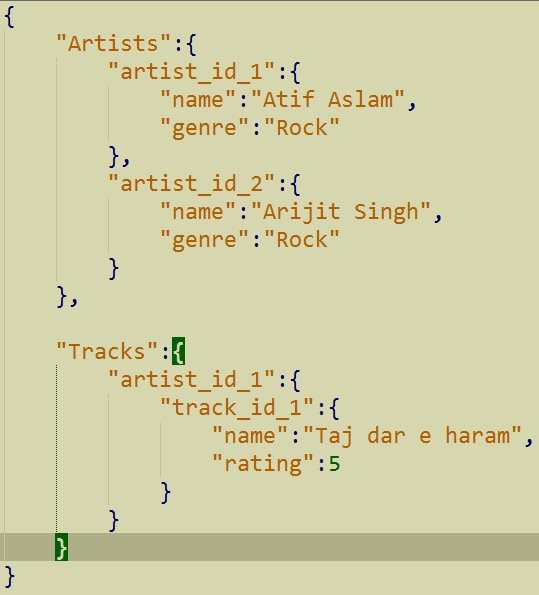 {
    "Artists":{
        "artist_id_1":{
            "name":"Atif Aslam",
            "genre":"Rock"
        },
        "artist_id_2":{
            "name":"Arijit Singh",
            "genre":"Rock"
        }
    },

    "Tracks":{
        "artist_id_1":{
            "track_id_1":{
                "name":"Taj dar e haram",
                "rating":5
            }
        }
    }
}